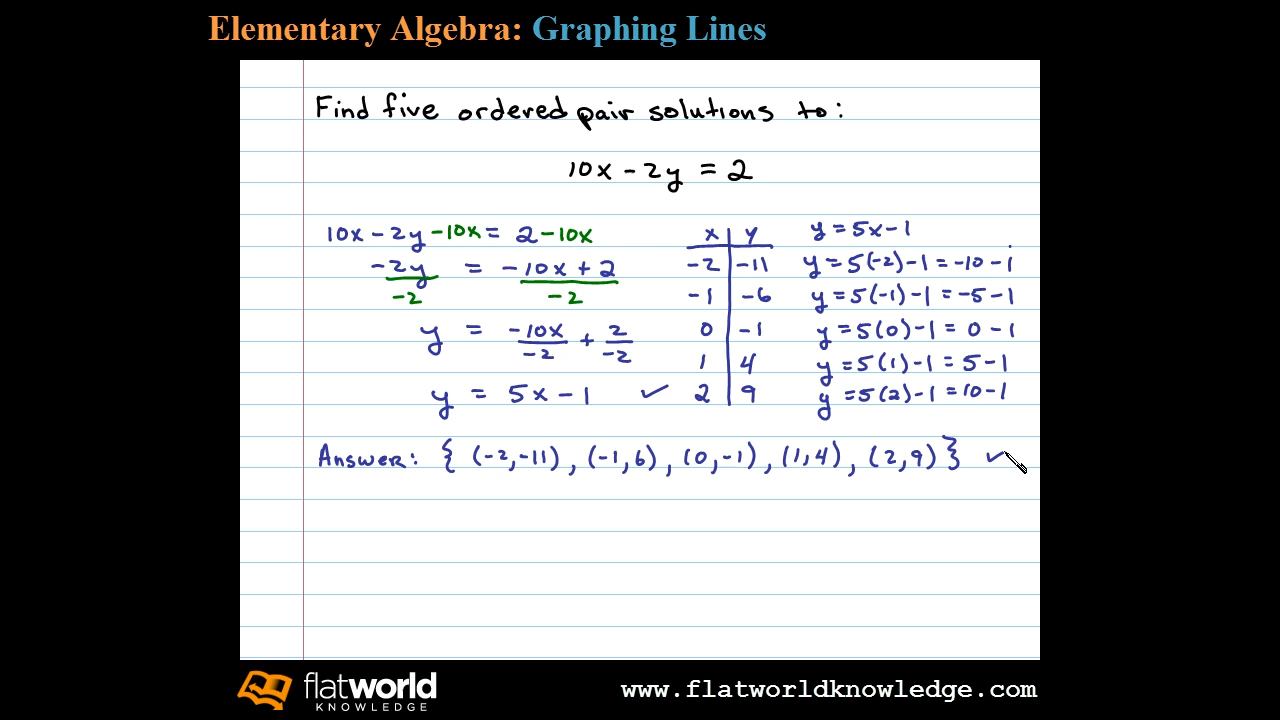 Elementary Algebra: Graphing Lines
Find five ordered pair solutions to:
10x - 2y = 2
10x - 2y - 10x = 2 - 10x
-2y = -10x + 2
-2 -2
y = -10x/-2 + 2/-2
y = 5x - 1 ✓
x | y
-2 | -11
-1 | -6
0 | -1
1 | 4
2 | 9
y = 5x - 1
y = 5(-2) - 1 = -10 - 1
y = 5(-1) - 1 = -5 - 1
y = 5(0) - 1 = 0 - 1
y = 5(1) - 1 = 5 - 1
y = 5(2) - 1 = 10 - 1
Answer: { (-2,-11), (-1,6), (0,-1), (1,4), (2,9) } ✓
flatworld
KNOWLEDGE
www.flatworldknowledge.com